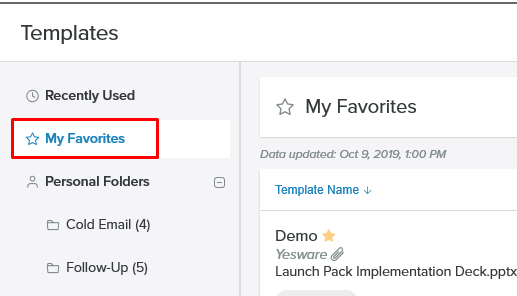 Templates
Recently Used
My Favorites
Personal Folders
Cold Email (4)
Follow-Up (5)
My Favorites
Data updated: Oct 9, 2019, 1:00 PM
Template Name ↓
Demo
Yesware
Launch Pack Implementation Deck.pptx